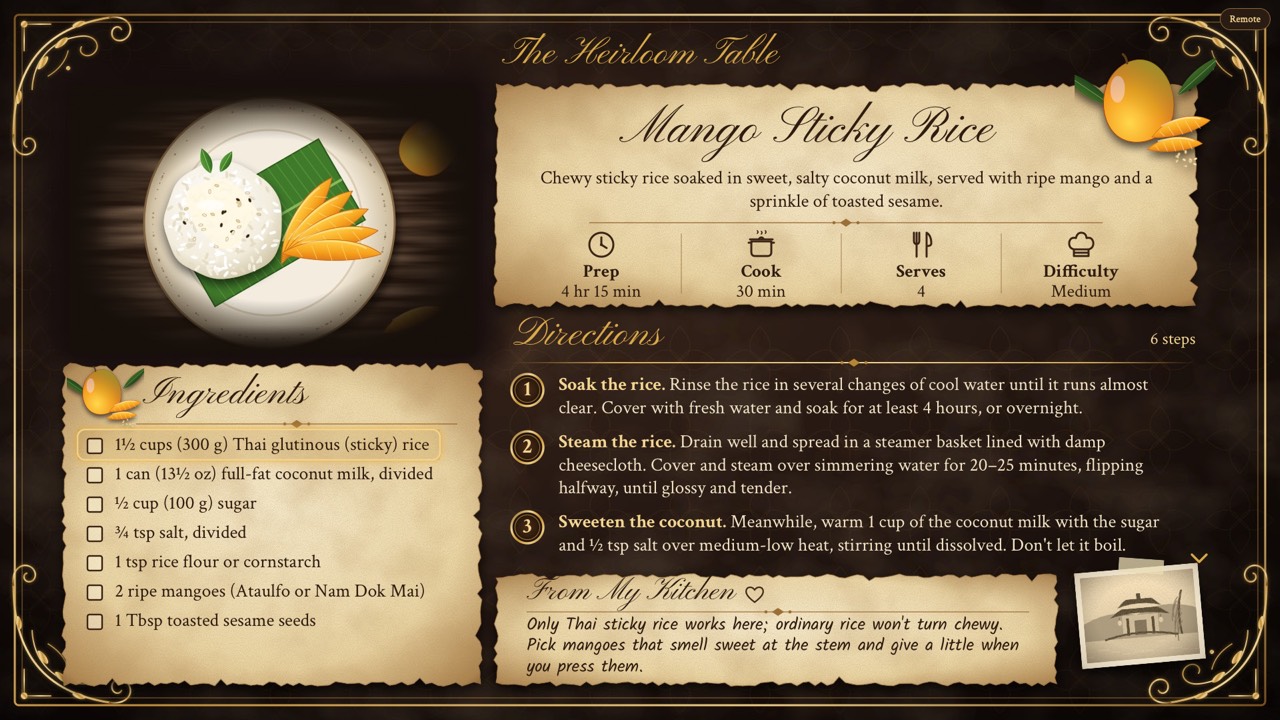 Remote
The Heirloom Table
Mango Sticky Rice
Chewy sticky rice soaked in sweet, salty coconut milk, served with ripe mango and a
sprinkle of toasted sesame.
Prep
4 hr 15 min
Cook
30 min
Serves
4
Difficulty
Medium
Ingredients
1½ cups (300 g) Thai glutinous (sticky) rice
1 can (13½ oz) full-fat coconut milk, divided
½ cup (100 g) sugar
¾ tsp salt, divided
1 tsp rice flour or cornstarch
2 ripe mangoes (Ataulfo or Nam Dok Mai)
1 Tbsp toasted sesame seeds
Directions
6 steps
1 Soak the rice. Rinse the rice in several changes of cool water until it runs almost
clear. Cover with fresh water and soak for at least 4 hours, or overnight.
2 Steam the rice. Drain well and spread in a steamer basket lined with damp
cheesecloth. Cover and steam over simmering water for 20–25 minutes, flipping
halfway, until glossy and tender.
3 Sweeten the coconut. Meanwhile, warm 1 cup of the coconut milk with the sugar
and ½ tsp salt over medium-low heat, stirring until dissolved. Don't let it boil.
From My Kitchen
Only Thai sticky rice works here; ordinary rice won't turn chewy.
Pick mangoes that smell sweet at the stem and give a little when
you press them.